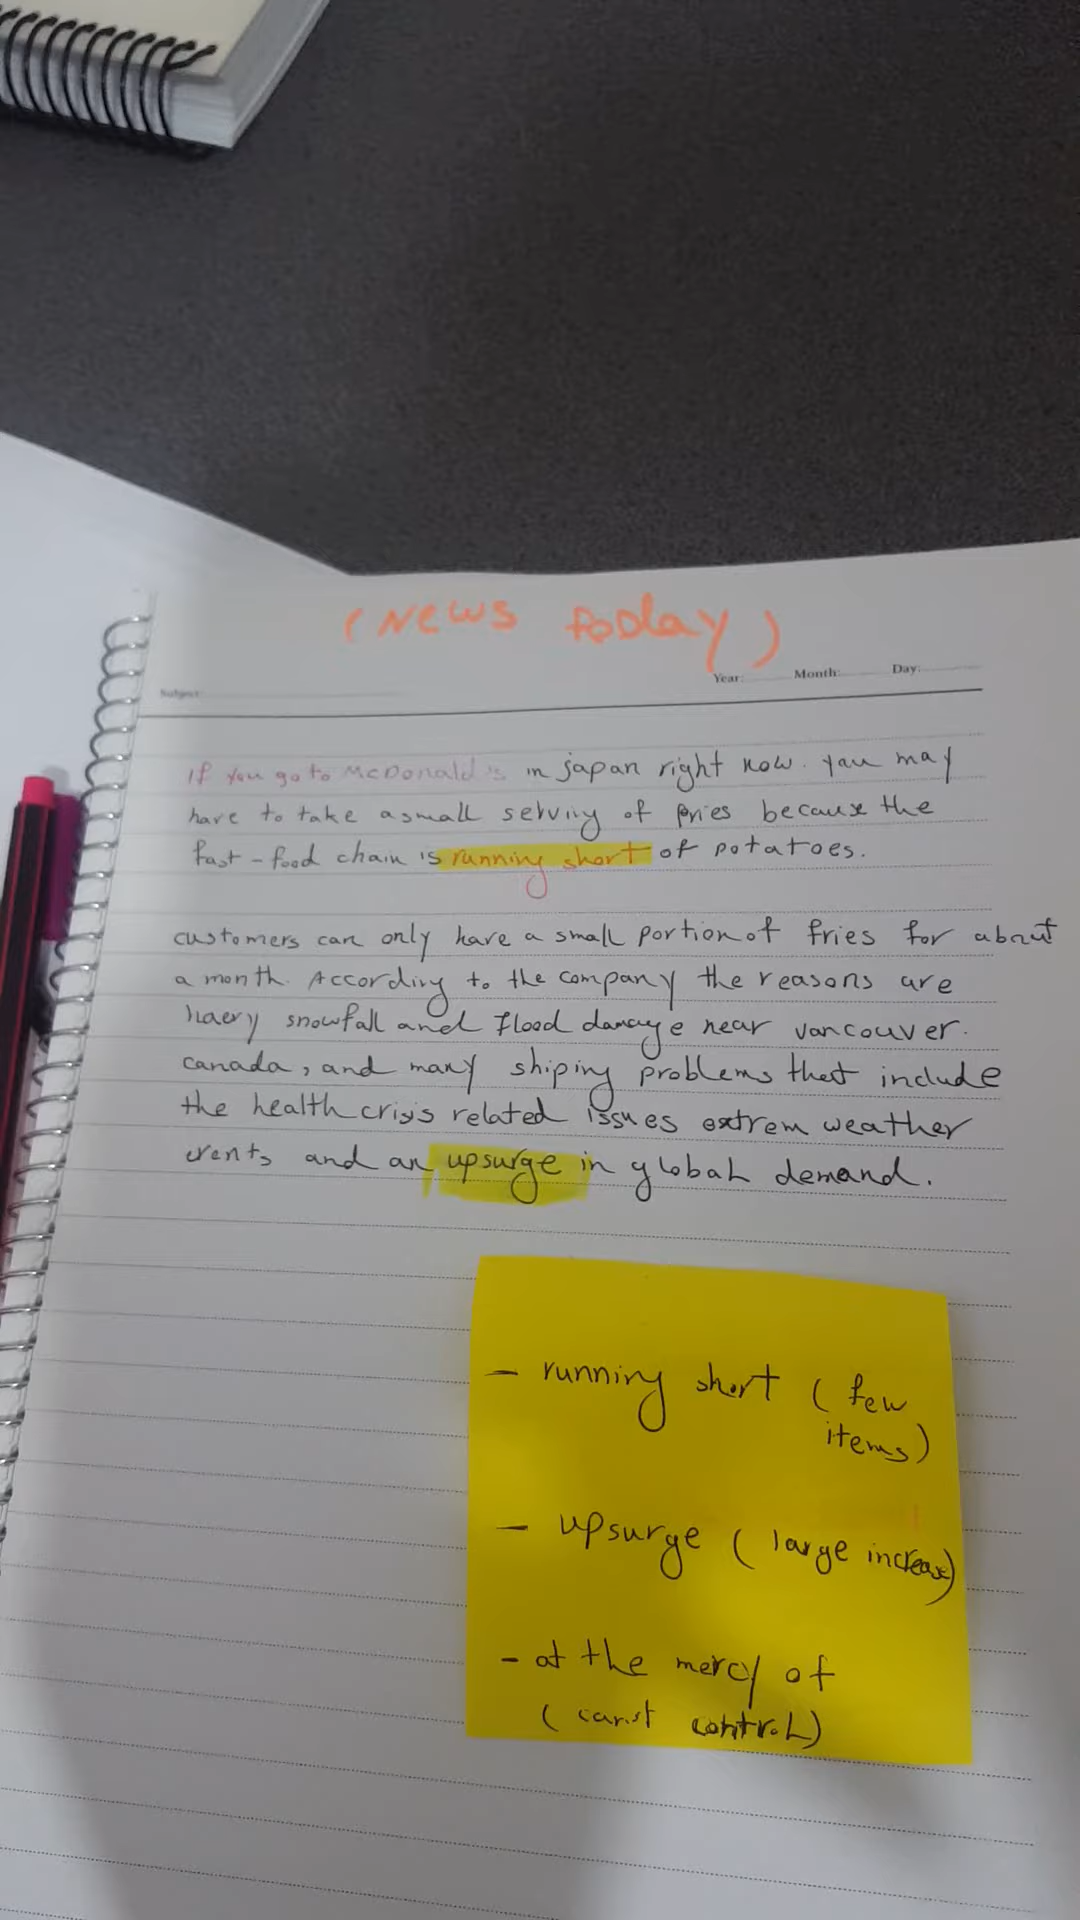 (News today)
Subject:
Year: Month: Day:
If you go to McDonald's in japan right now. you may
have to take a small serving of fries because the
fast-food chain is running short of potatoes.
customers can only have a small portion of fries for about
a month. According to the company the reasons are
heavy snowfall and flood damage near vancouver.
canada, and many shiping problems that include
the health crisis related issues extrem weather
events and an upsurge in global demand.
- running short (few
items)
- upsurge (large increase)
- at the mercy of
(can't control)